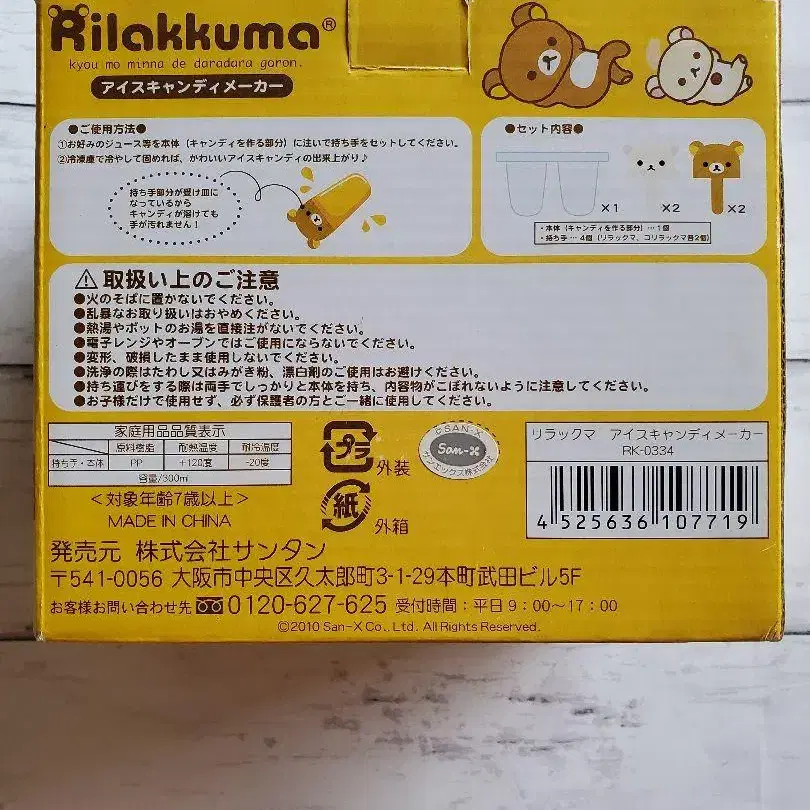 Rilakkuma®
kyou mo minna de daradara goron.
アイスキャンディメーカー
●ご使用方法●
①お好みのジュース等を本体（キャンディを作る部分）に注いで持ち手をセットしてください。
②冷凍庫で冷やして固めれば、かわいいアイスキャンディの出来上がり♪
持ち手部分が受け皿に
なっているから
キャンディが溶けても
手が汚れません！
●セット内容●
×1 ×2 ×2
・本体（キャンディを作る部分）…1個
・持ち手…4個（リラックマ、コリラックマ各2個）
⚠取扱い上のご注意
●火のそばに置かないでください。
●乱暴なお取り扱いはおやめください。
●熱湯やポットのお湯を直接注がないでください。
●電子レンジやオーブンではご使用にならないでください。
●変形、破損したまま使用しないでください。
●洗浄の際はたわし又はみがき粉、漂白剤のご使用はお避けください。
●持ち運びをする際は両手でしっかりと本体を持ち、内容物がこぼれないように注意してください。
●お子様だけで使用せず、必ず保護者の方とご一緒に使用してください。
家庭用品品質表示
原料樹脂 耐熱温度 耐冷温度
持ち手・本体 PP +120度 -20度
容量/300ml
＜対象年齢7歳以上＞
MADE IN CHINA
プラ 外装
紙 外箱
©SAN-X
San-X
サンエックス株式会社
リラックマ アイスキャンディメーカー
RK-0334
4 525636 107719
発売元 株式会社サンタン
〒541-0056 大阪市中央区久太郎町3-1-29本町武田ビル5F
お客様お問い合わせ先 0120-627-625 受付時間：平日9：00～17：00
©2010 San-X Co., Ltd. All Rights Reserved.